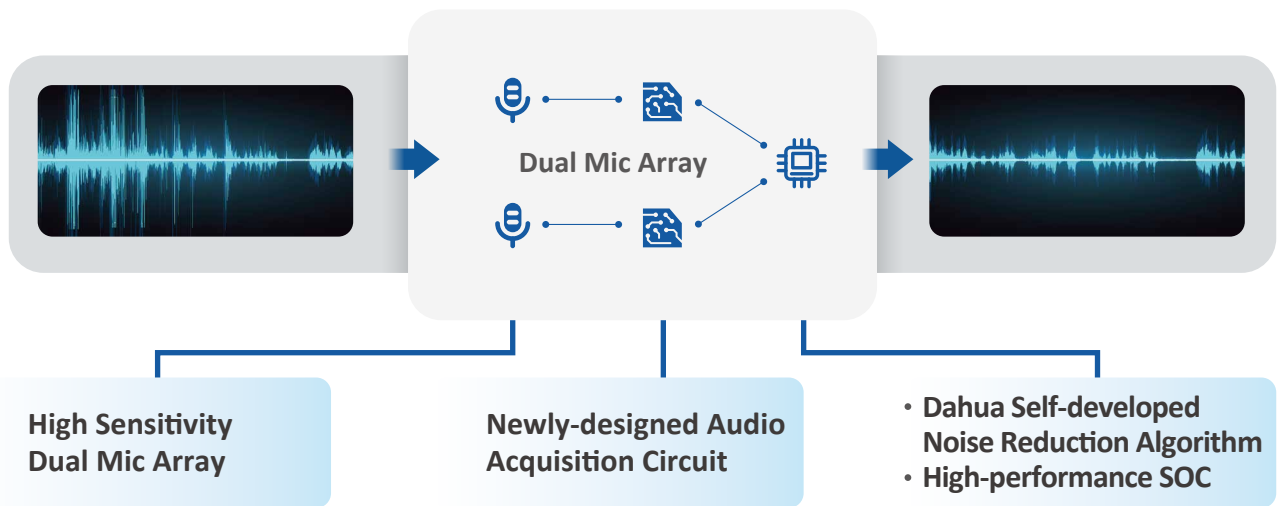 Dual Mic Array
High Sensitivity
Dual Mic Array
Newly-designed Audio
Acquisition Circuit
• Dahua Self-developed
Noise Reduction Algorithm
• High-performance SOC